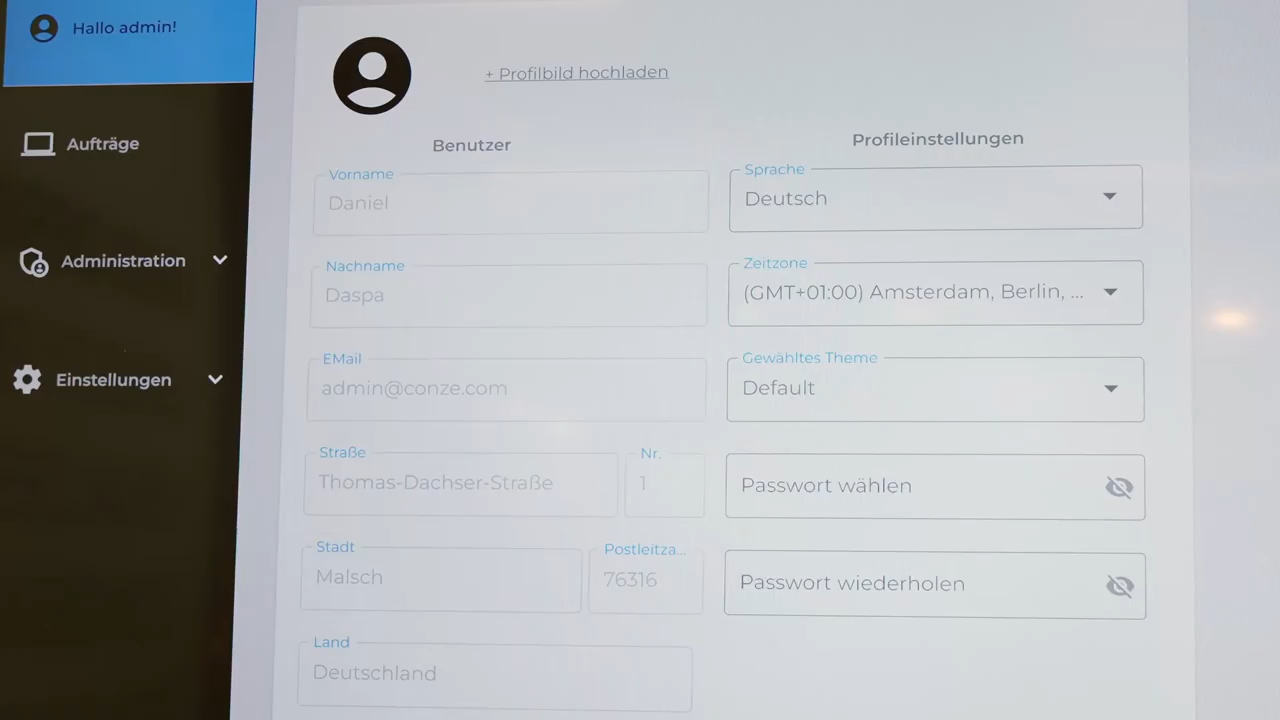 Hallo admin!
Aufträge
Administration
Einstellungen
+ Profilbild hochladen
Benutzer
Vorname
Daniel
Nachname
Daspa
EMail
admin@conze.com
Straße
Thomas-Dachser-Straße
Nr.
1
Stadt
Malsch
Postleitza...
76316
Land
Deutschland
Profileinstellungen
Sprache
Deutsch
Zeitzone
(GMT+01:00) Amsterdam, Berlin, ...
Gewähltes Theme
Default
Passwort wählen
Passwort wiederholen